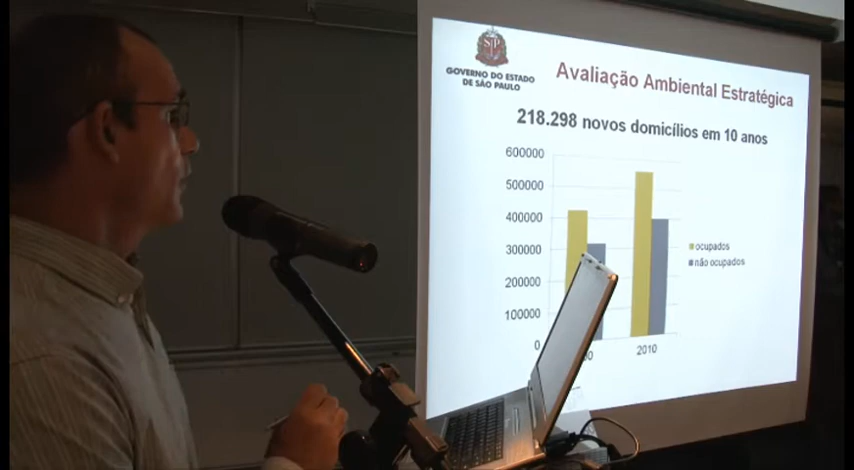 GOVERNO DO ESTADO
DE SÃO PAULO
Avaliação Ambiental Estratégica
218.298 novos domicílios em 10 anos
600000
500000
400000
300000
200000
100000
0
ocupados
não ocupados
2010